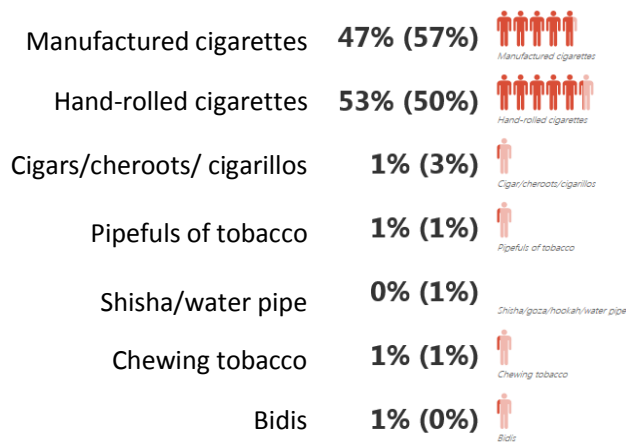 Manufactured cigarettes 47% (57%)
Manufactured cigarettes
Hand-rolled cigarettes 53% (50%)
Hand-rolled cigarettes
Cigars/cheroots/ cigarillos 1% (3%)
Cigar/cheroots/cigarillos
Pipefuls of tobacco 1% (1%)
Pipefuls of tobacco
Shisha/water pipe 0% (1%)
Shisha/goza/hookah/water pipe
Chewing tobacco 1% (1%)
Chewing tobacco
Bidis 1% (0%)
Bidis